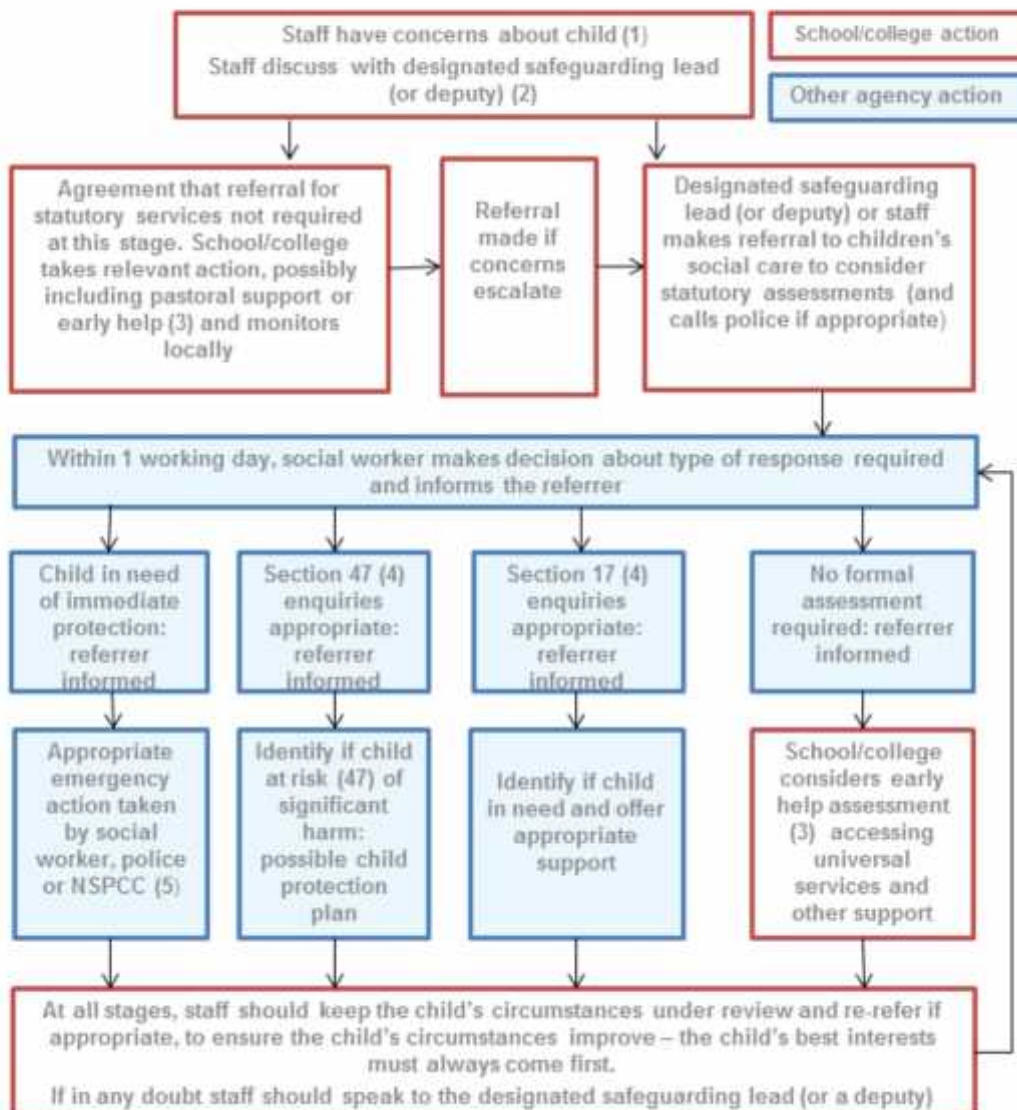 Staff have concerns about child (1)
Staff discuss with designated safeguarding lead
(or deputy) (2)
School/college action
Other agency action
Agreement that referral for
statutory services not required
at this stage. School/college
takes relevant action, possibly
including pastoral support or
early help (3) and monitors
locally
Referral
made if
concerns
escalate
Designated safeguarding
lead (or deputy) or staff
makes referral to children's
social care to consider
statutory assessments (and
calls police if appropriate)
Within 1 working day, social worker makes decision about type of response required
and informs the referrer
Child in need
of immediate
protection:
referrer
informed
Section 47 (4)
enquiries
appropriate:
referrer
informed
Section 17 (4)
enquiries
appropriate:
referrer
informed
No formal
assessment
required: referrer
informed
Appropriate
emergency
action taken
by social
worker, police
or NSPCC (5)
Identify if child
at risk (47) of
significant
harm:
possible child
protection
plan
Identify if child
in need and offer
appropriate
support
School/college
considers early
help assessment
(3) accessing
universal
services and
other support
At all stages, staff should keep the child's circumstances under review and re-refer if
appropriate, to ensure the child's circumstances improve – the child's best interests
must always come first.
If in any doubt staff should speak to the designated safeguarding lead (or a deputy)